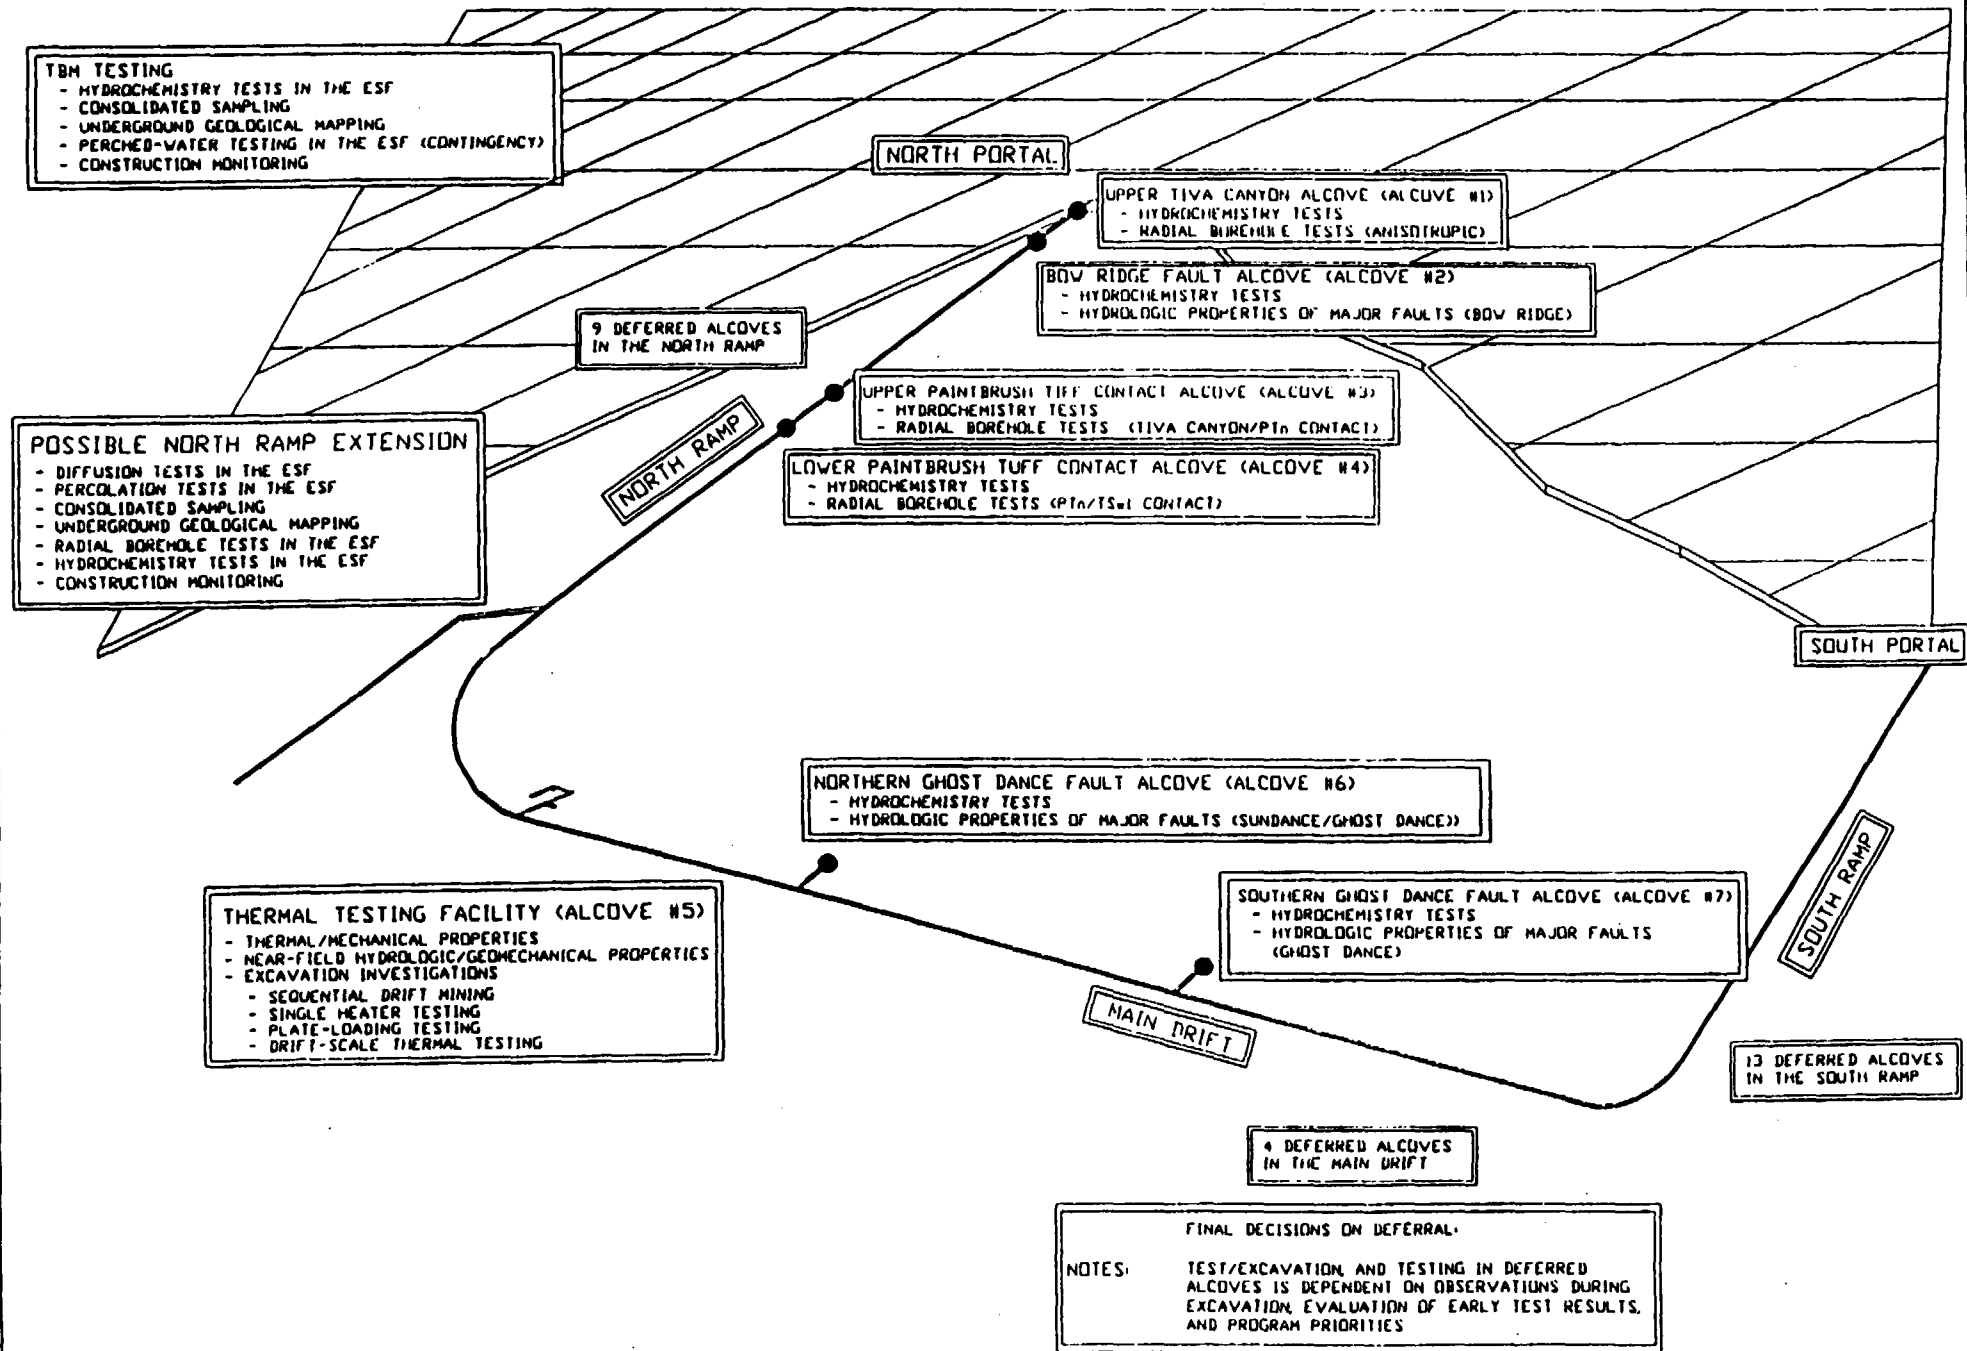 TBM TESTING
- HYDROCHEMISTRY TESTS IN THE ESF
- CONSOLIDATED SAMPLING
- UNDERGROUND GEOLOGICAL MAPPING
- PERCHED-WATER TESTING IN THE ESF (CONTINGENCY)
- CONSTRUCTION MONITORING
NORTH PORTAL
UPPER TIVA CANYON ALCOVE (ALCOVE #1)
- HYDROCHEMISTRY TESTS
- RADIAL BOREHOLE TESTS (ANISOTROPIC)
BOW RIDGE FAULT ALCOVE (ALCOVE #2)
- HYDROCHEMISTRY TESTS
- HYDROLOGIC PROPERTIES OF MAJOR FAULTS (BOW RIDGE)
9 DEFERRED ALCOVES
IN THE NORTH RAMP
UPPER PAINTBRUSH TIFF CONTACT ALCOVE (ALCOVE #3)
- HYDROCHEMISTRY TESTS
- RADIAL BOREHOLE TESTS (TIVA CANYON/PTn CONTACT)
NORTH RAMP
LOWER PAINTBRUSH TUFF CONTACT ALCOVE (ALCOVE #4)
- HYDROCHEMISTRY TESTS
- RADIAL BOREHOLE TESTS (PTn/TSw1 CONTACT)
POSSIBLE NORTH RAMP EXTENSION
- DIFFUSION TESTS IN THE ESF
- PERCOLATION TESTS IN THE ESF
- CONSOLIDATED SAMPLING
- UNDERGROUND GEOLOGICAL MAPPING
- RADIAL BOREHOLE TESTS IN THE ESF
- HYDROCHEMISTRY TESTS IN THE ESF
- CONSTRUCTION MONITORING
SOUTH PORTAL
NORTHERN GHOST DANCE FAULT ALCOVE (ALCOVE #6)
- HYDROCHEMISTRY TESTS
- HYDROLOGIC PROPERTIES OF MAJOR FAULTS (SUNDANCE/GHOST DANCE))
SOUTH RAMP
THERMAL TESTING FACILITY (ALCOVE #5)
- THERMAL/MECHANICAL PROPERTIES
- NEAR-FIELD HYDROLOGIC/GEOMECHANICAL PROPERTIES
- EXCAVATION INVESTIGATIONS
- SEQUENTIAL DRIFT MINING
- SINGLE HEATER TESTING
- PLATE-LOADING TESTING
- DRIFT-SCALE THERMAL TESTING
SOUTHERN GHOST DANCE FAULT ALCOVE (ALCOVE #7)
- HYDROCHEMISTRY TESTS
- HYDROLOGIC PROPERTIES OF MAJOR FAULTS
(GHOST DANCE)
MAIN DRIFT
13 DEFERRED ALCOVES
IN THE SOUTH RAMP
4 DEFERRED ALCOVES
IN THE MAIN DRIFT
FINAL DECISIONS ON DEFERRAL:
NOTES: TEST/EXCAVATION, AND TESTING IN DEFERRED
ALCOVES IS DEPENDENT ON OBSERVATIONS DURING
EXCAVATION, EVALUATION OF EARLY TEST RESULTS,
AND PROGRAM PRIORITIES